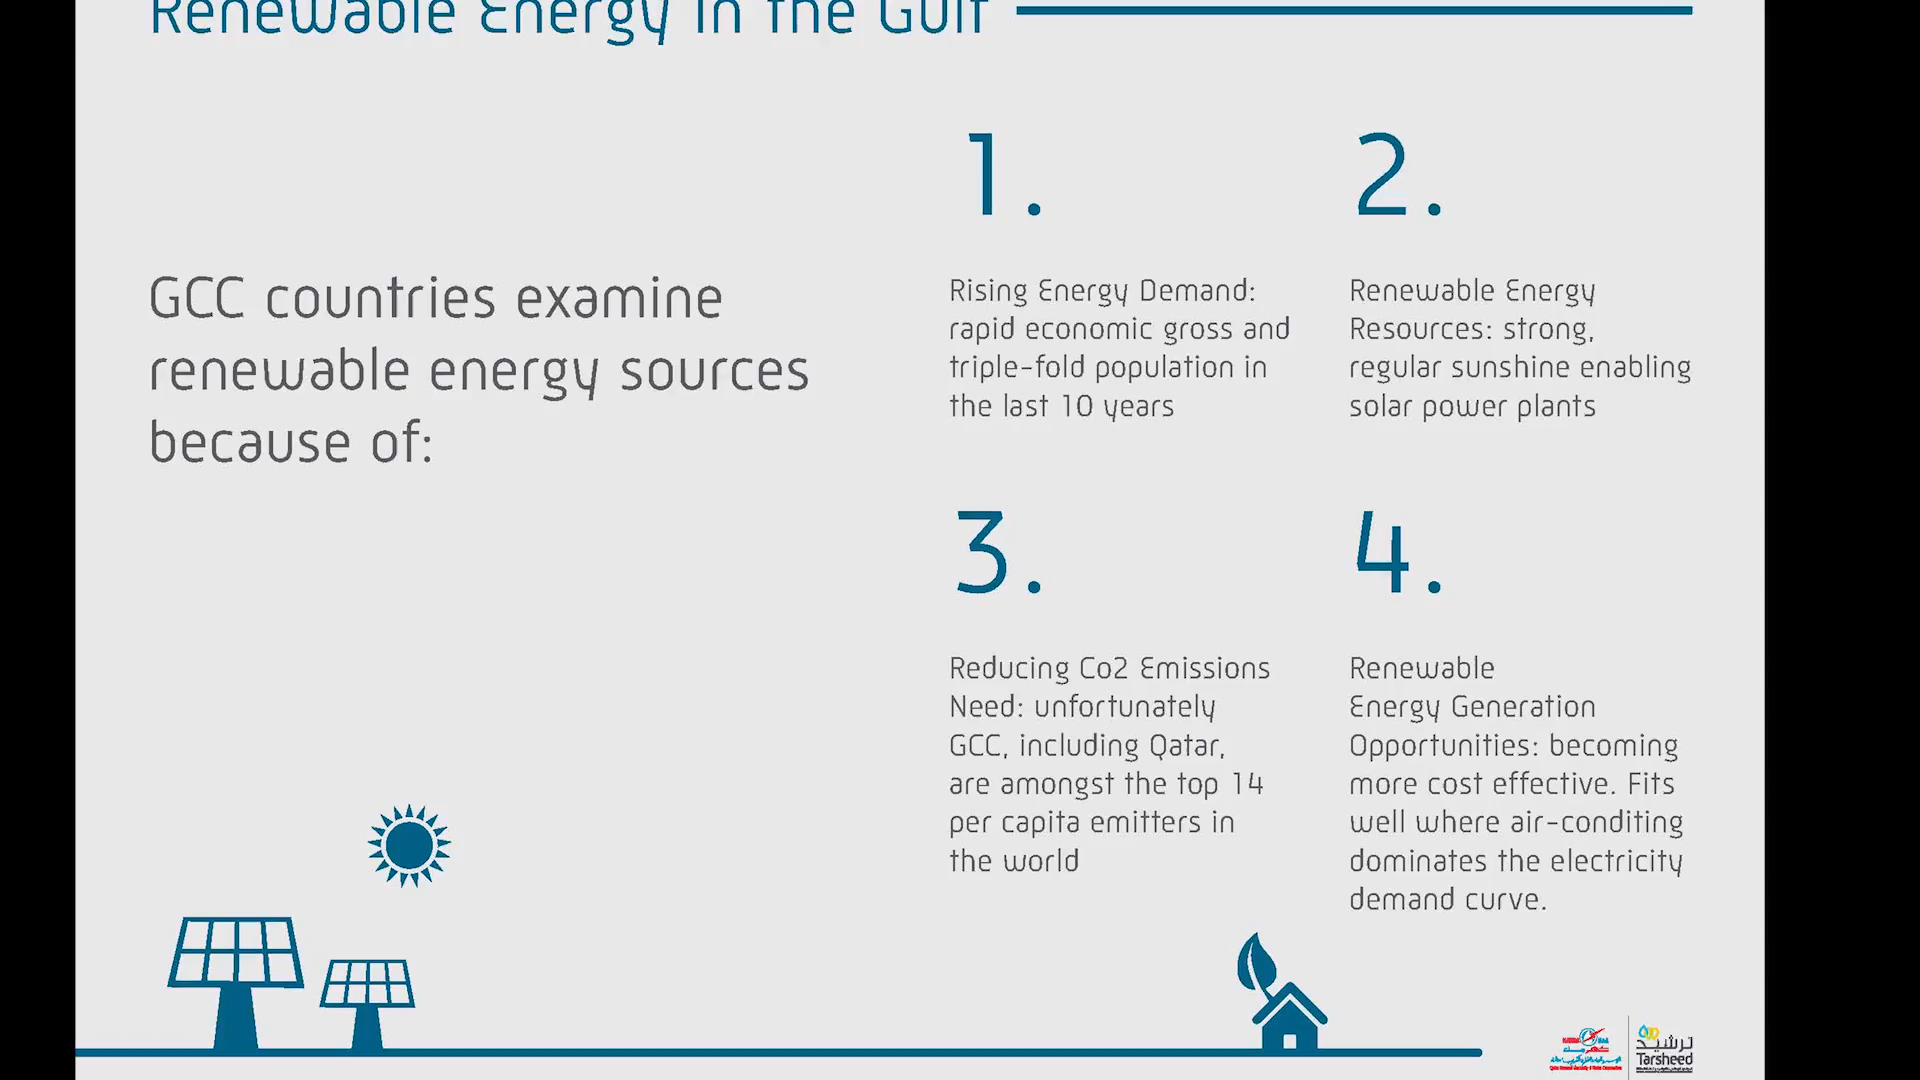 Renewable Energy in the Gulf
GCC countries examine
renewable energy sources
because of:
1.
Rising Energy Demand:
rapid economic gross and
triple-fold population in
the last 10 years
2.
Renewable Energy
Resources: strong,
regular sunshine enabling
solar power plants
3.
Reducing Co2 Emissions
Need: unfortunately
GCC, including Qatar,
are amongst the top 14
per capita emitters in
the world
4.
Renewable
Energy Generation
Opportunities: becoming
more cost effective. Fits
well where air-conditing
dominates the electricity
demand curve.
ترشيد
Tarsheed